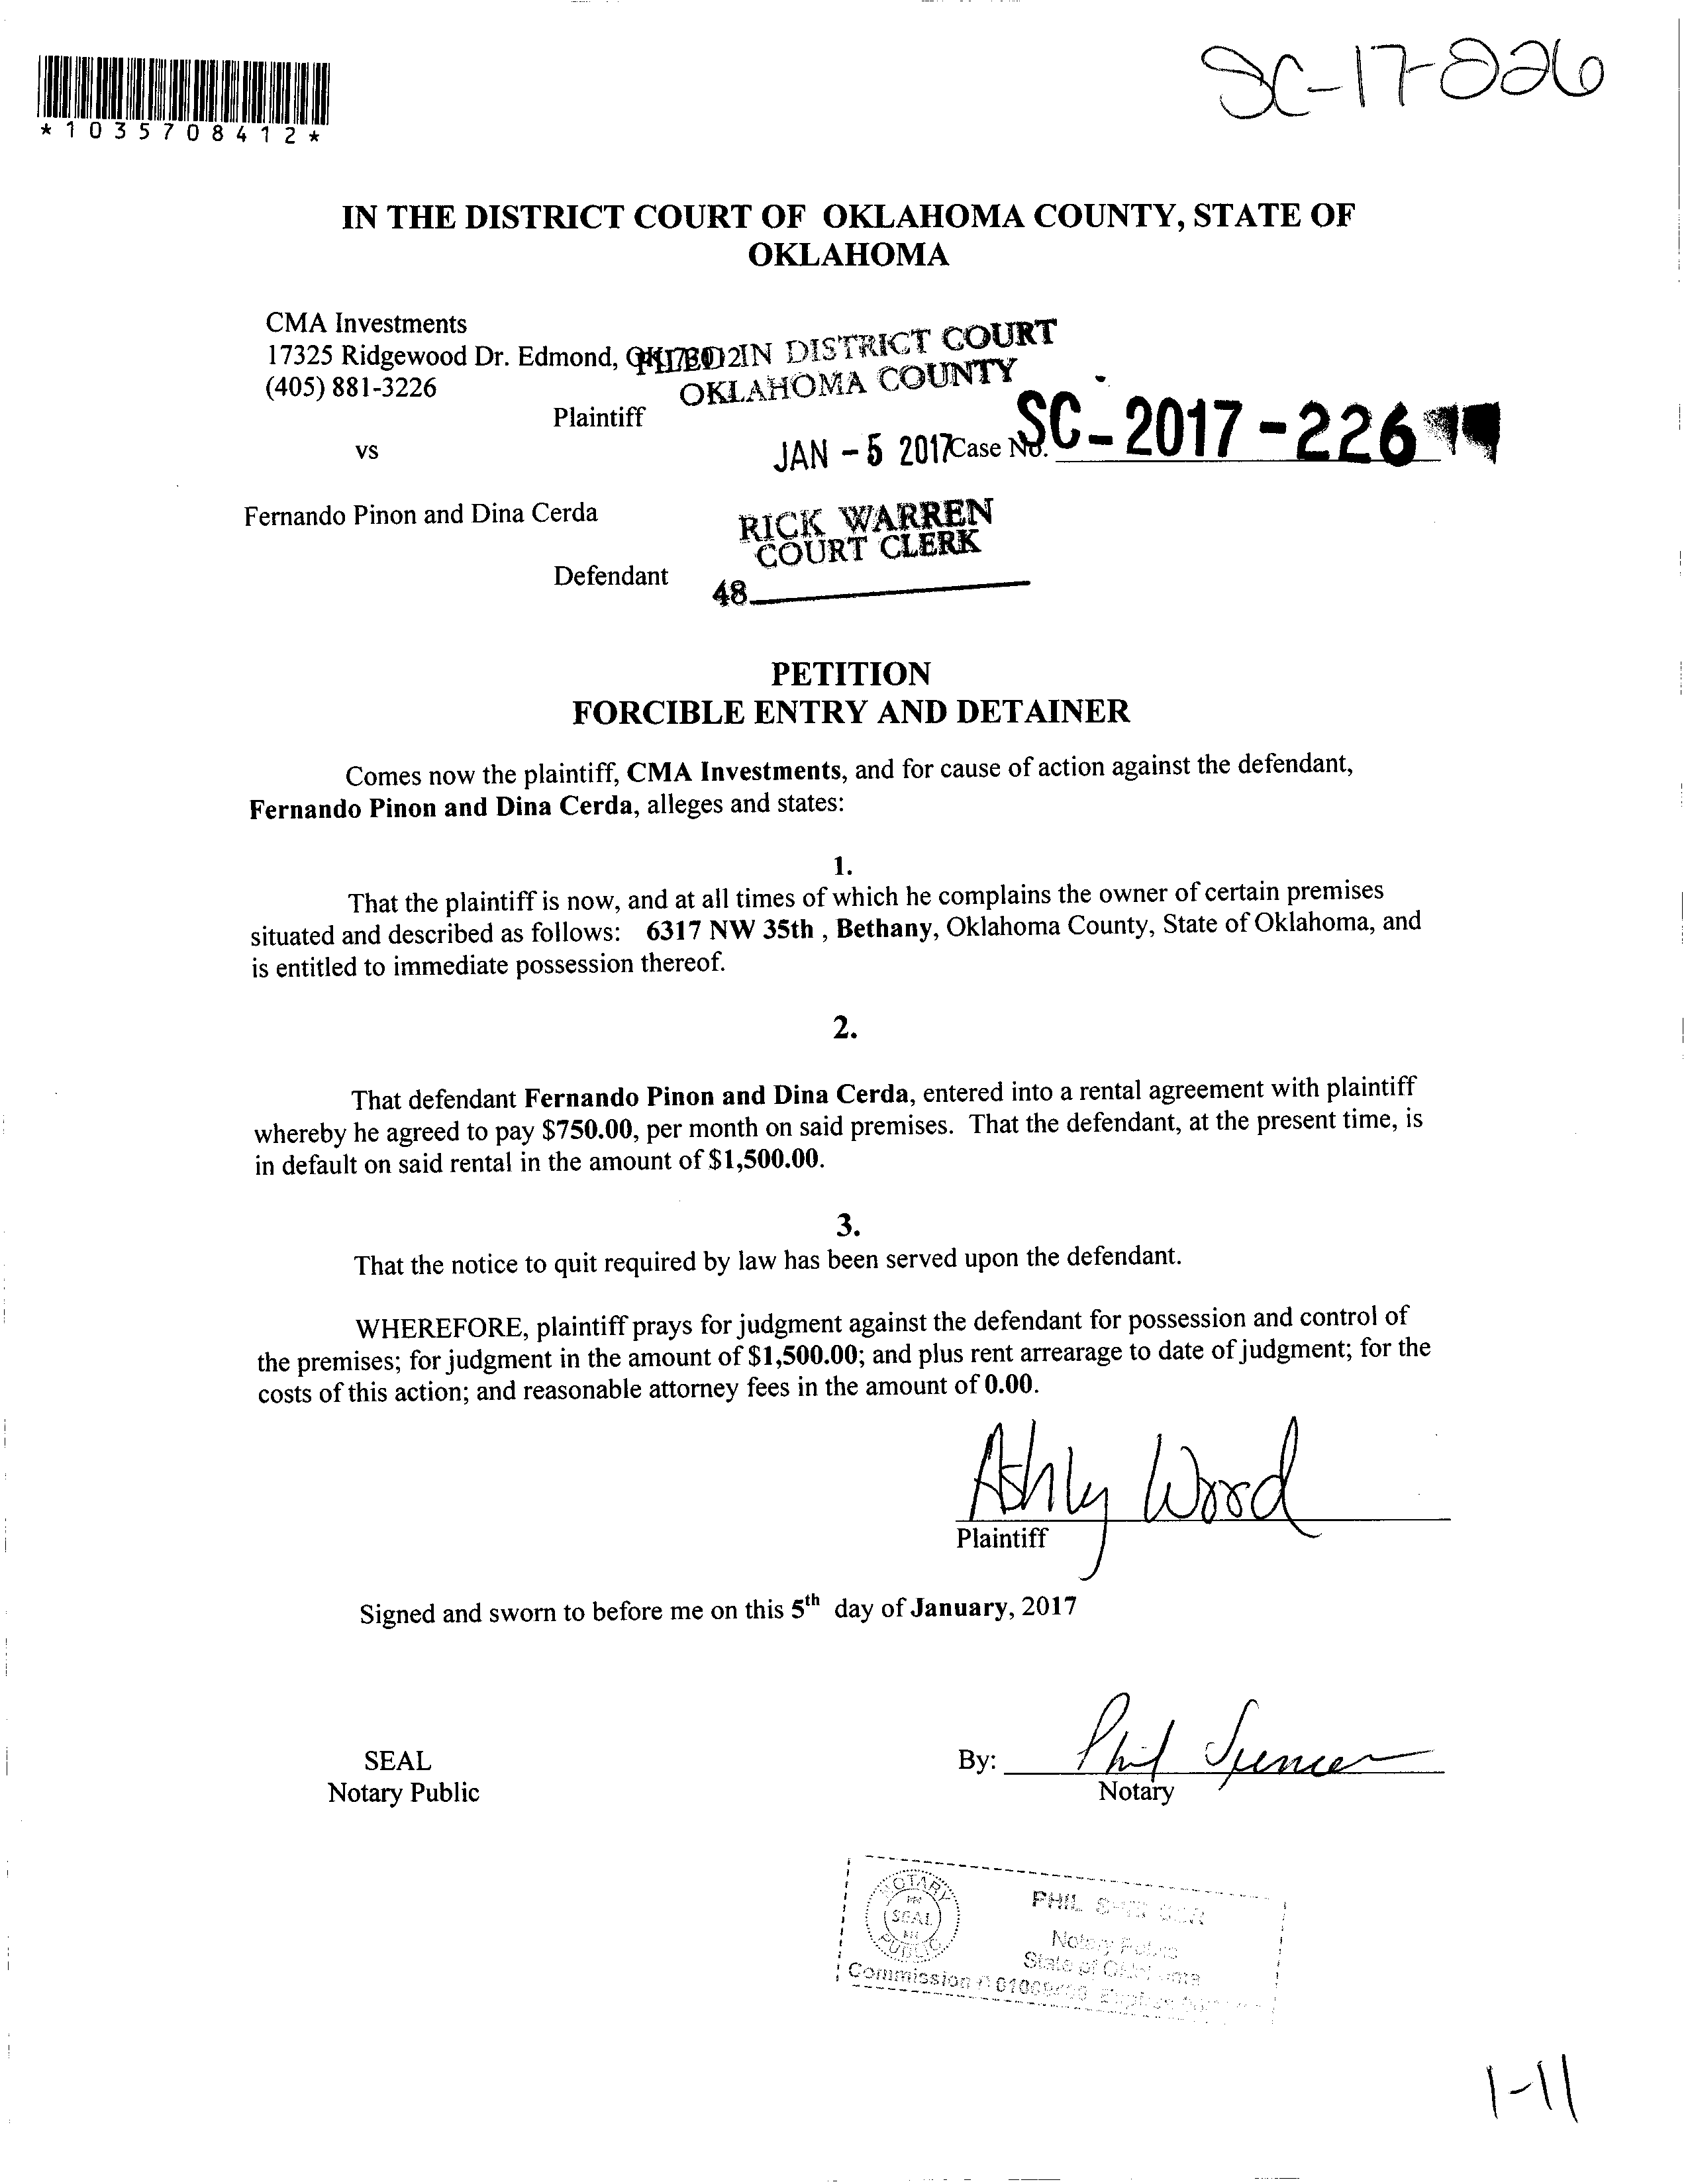 *1035708412*
SC-17-226
IN THE DISTRICT COURT OF OKLAHOMA COUNTY, STATE OF
OKLAHOMA
CMA Investments
17325 Ridgewood Dr. Edmond,
FILED IN DISTRICT COURT
OKLAHOMA COUNTY
(405) 881-3226
Plaintiff
vs
JAN - 5 2017
Case No. SC-2017-226
Fernando Pinon and Dina Cerda
RICK WARREN
COURT CLERK
Defendant
48
PETITION
FORCIBLE ENTRY AND DETAINER
Comes now the plaintiff, CMA Investments, and for cause of action against the defendant,
Fernando Pinon and Dina Cerda, alleges and states:
1.
That the plaintiff is now, and at all times of which he complains the owner of certain premises
situated and described as follows: 6317 NW 35th , Bethany, Oklahoma County, State of Oklahoma, and
is entitled to immediate possession thereof.
2.
That defendant Fernando Pinon and Dina Cerda, entered into a rental agreement with plaintiff
whereby he agreed to pay $750.00, per month on said premises. That the defendant, at the present time, is
in default on said rental in the amount of $1,500.00.
3.
That the notice to quit required by law has been served upon the defendant.
WHEREFORE, plaintiff prays for judgment against the defendant for possession and control of
the premises; for judgment in the amount of $1,500.00; and plus rent arrearage to date of judgment; for the
costs of this action; and reasonable attorney fees in the amount of 0.00.
Ashly Wood
Plaintiff
Signed and sworn to before me on this 5th day of January, 2017
SEAL
Notary Public
By: Phil Spencer
Notary
NOTARY
SEAL
PUBLIC
PHIL
Notary Public
State of Oklahoma
Commission #
1-11